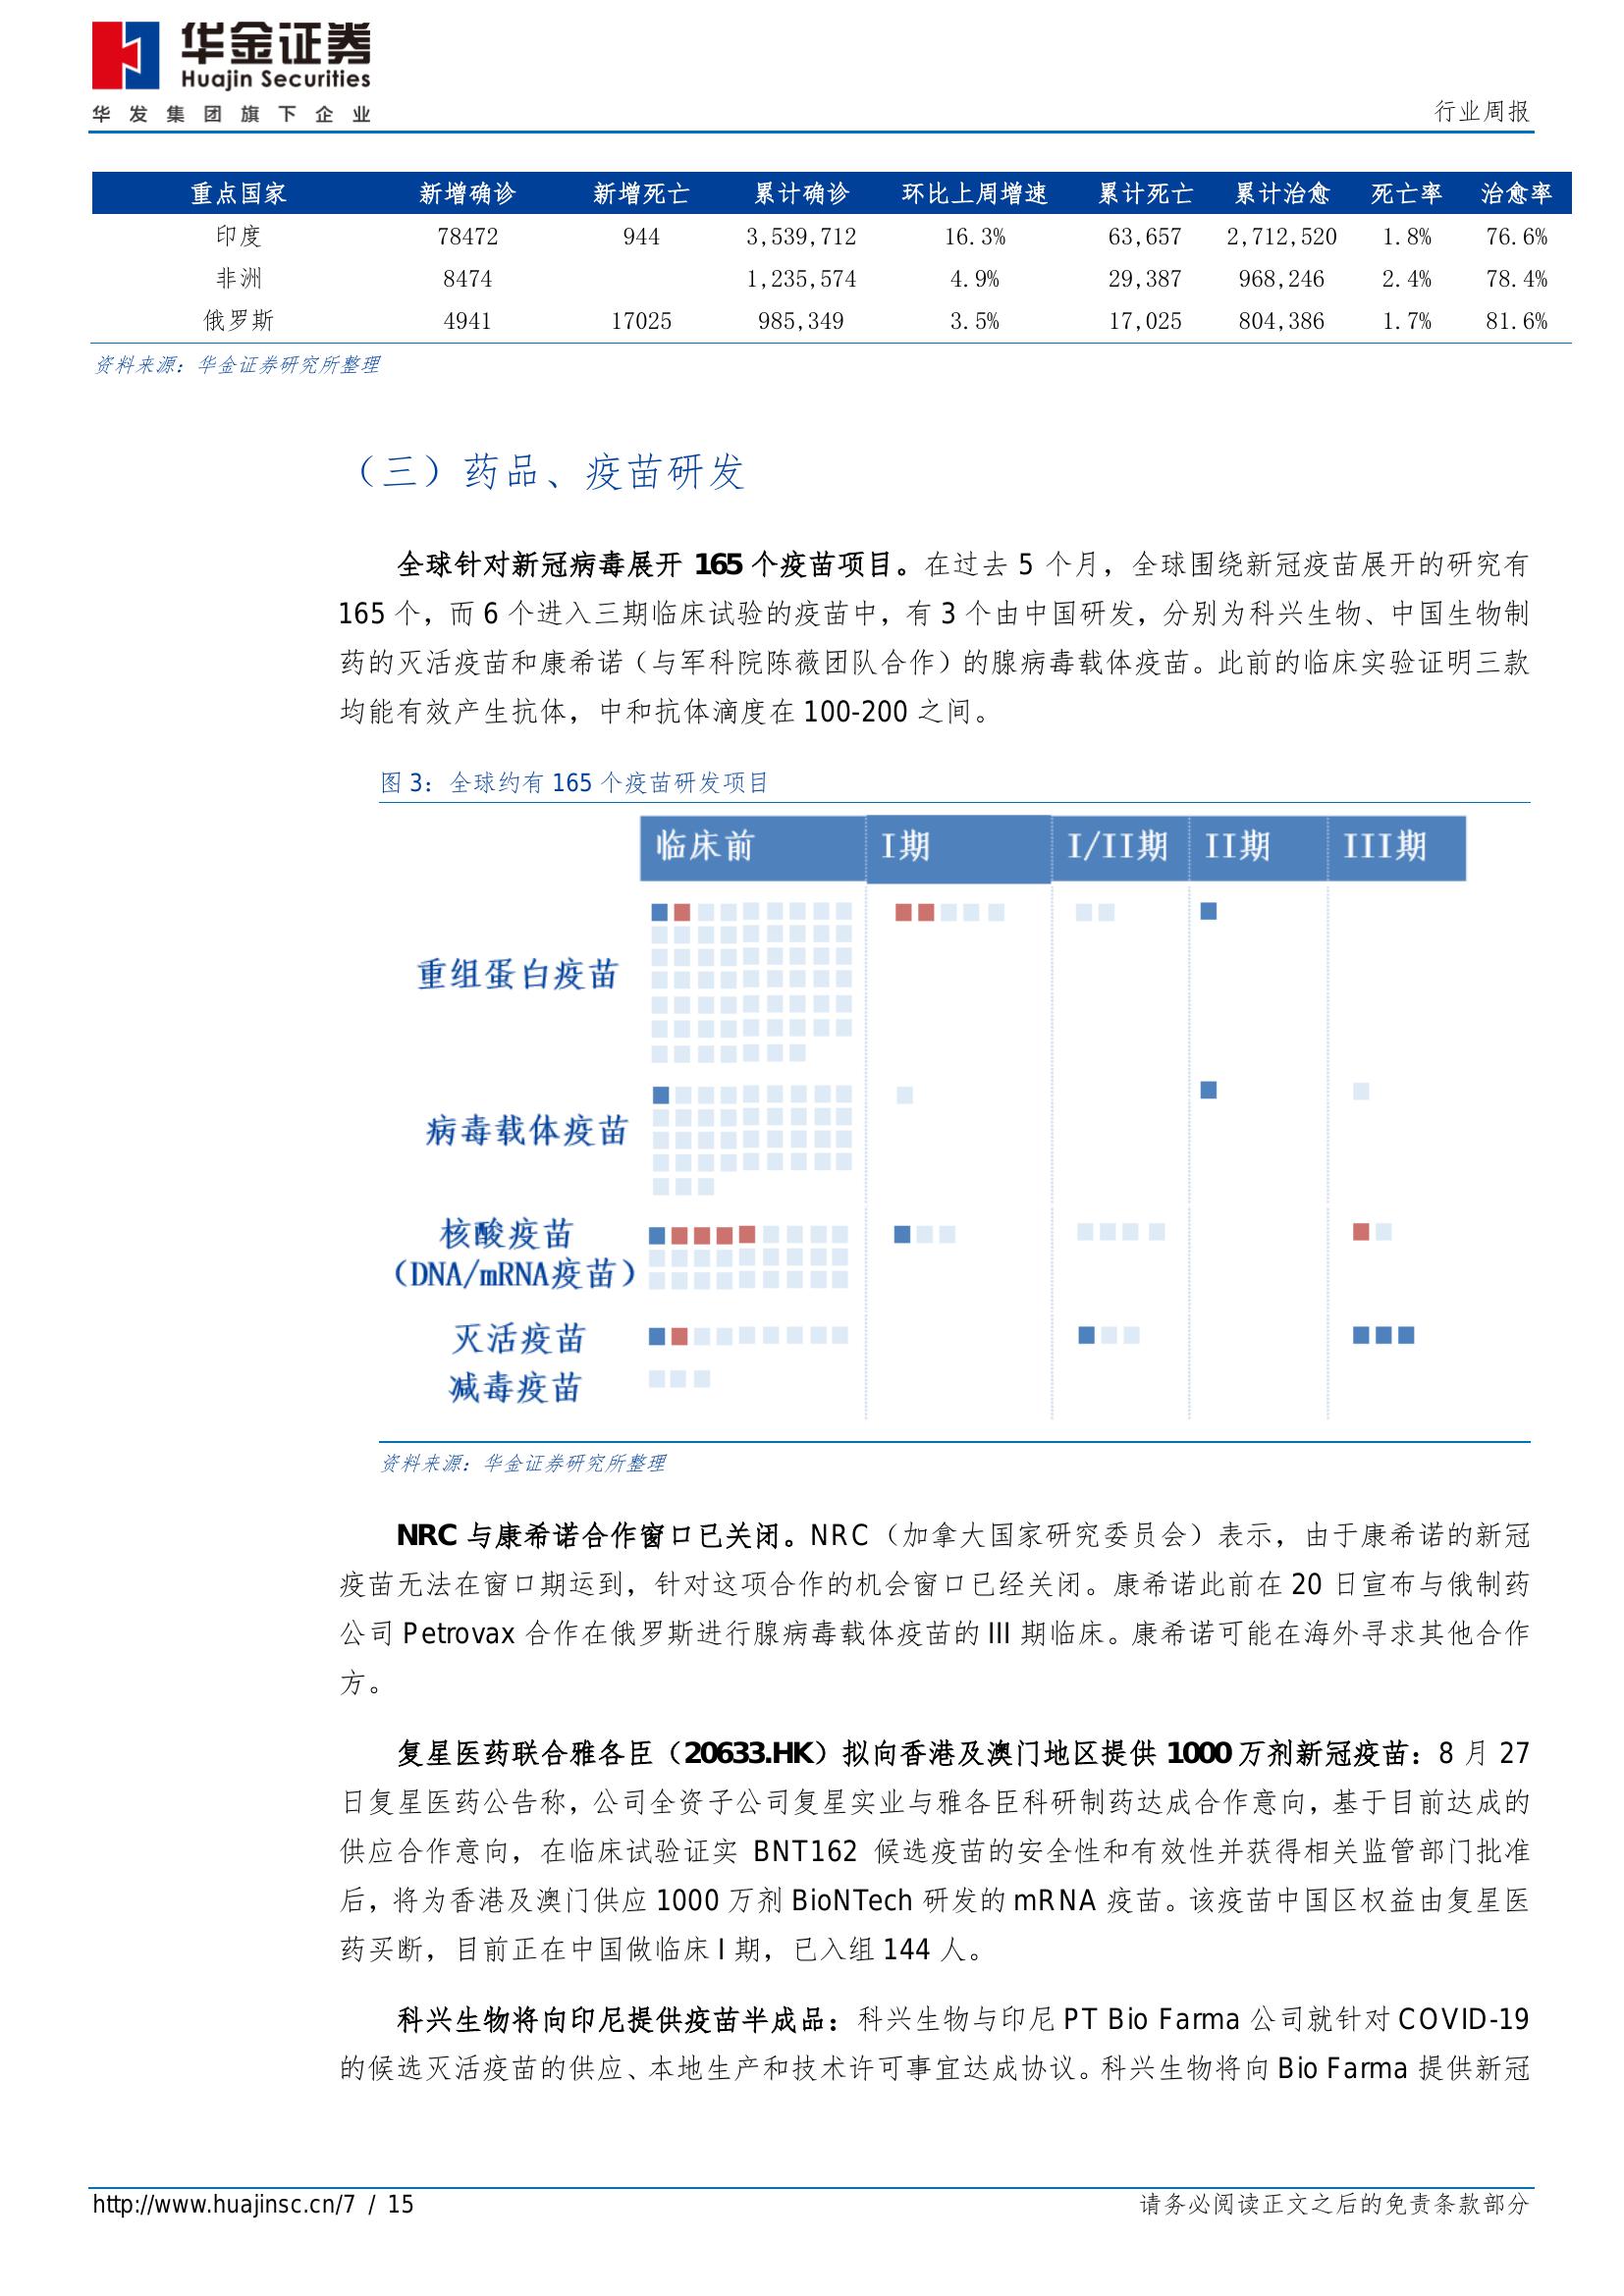 华金证券
Huajin Securities
华发集团旗下企业
行业周报
重点国家 新增确诊 新增死亡 累计确诊 环比上周增速 累计死亡 累计治愈 死亡率 治愈率
印度 78472 944 3,539,712 16.3% 63,657 2,712,520 1.8% 76.6%
非洲 8474 1,235,574 4.9% 29,387 968,246 2.4% 78.4%
俄罗斯 4941 17025 985,349 3.5% 17,025 804,386 1.7% 81.6%
资料来源：华金证券研究所整理
（三）药品、疫苗研发
全球针对新冠病毒展开 165 个疫苗项目。在过去 5 个月，全球围绕新冠疫苗展开的研究有
165 个，而 6 个进入三期临床试验的疫苗中，有 3 个由中国研发，分别为科兴生物、中国生物制
药的灭活疫苗和康希诺（与军科院陈薇团队合作）的腺病毒载体疫苗。此前的临床实验证明三款
均能有效产生抗体，中和抗体滴度在 100-200 之间。
图 3：全球约有 165 个疫苗研发项目
临床前 I期 I/II期 II期 III期
重组蛋白疫苗
病毒载体疫苗
核酸疫苗
（DNA/mRNA疫苗）
灭活疫苗
减毒疫苗
资料来源：华金证券研究所整理
NRC 与康希诺合作窗口已关闭。NRC（加拿大国家研究委员会）表示，由于康希诺的新冠
疫苗无法在窗口期运到，针对这项合作的机会窗口已经关闭。康希诺此前在 20 日宣布与俄制药
公司 Petrovax 合作在俄罗斯进行腺病毒载体疫苗的 III 期临床。康希诺可能在海外寻求其他合作
方。
复星医药联合雅各臣（20633.HK）拟向香港及澳门地区提供 1000 万剂新冠疫苗：8 月 27
日复星医药公告称，公司全资子公司复星实业与雅各臣科研制药达成合作意向，基于目前达成的
供应合作意向，在临床试验证实 BNT162 候选疫苗的安全性和有效性并获得相关监管部门批准
后，将为香港及澳门供应 1000 万剂 BioNTech 研发的 mRNA 疫苗。该疫苗中国区权益由复星医
药买断，目前正在中国做临床 I 期，已入组 144 人。
科兴生物将向印尼提供疫苗半成品：科兴生物与印尼 PT Bio Farma 公司就针对 COVID-19
的候选灭活疫苗的供应、本地生产和技术许可事宜达成协议。科兴生物将向 Bio Farma 提供新冠
http://www.huajinsc.cn/7 / 15
请务必阅读正文之后的免责条款部分